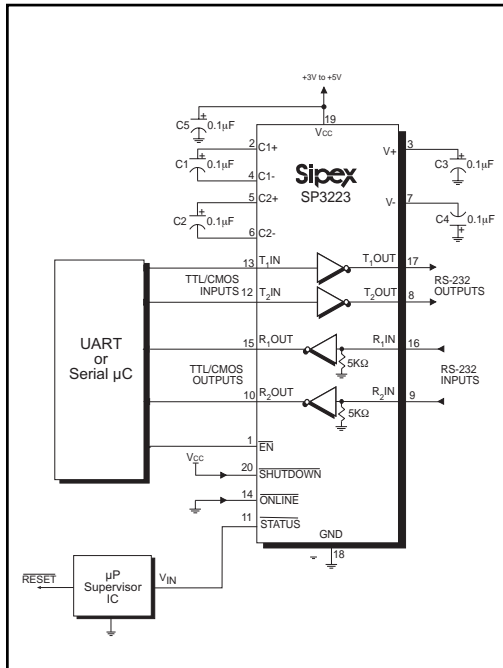 +3V to +5V
19
VCC
C5
+
0.1µF
2
C1+
C1
+
0.1µF
4
C1-
5
C2+
C2
+
0.1µF
6
C2-
Sipex
SP3223
3
V+
C3
+
0.1µF
7
V-
C4
+
0.1µF
13
T1IN
T1OUT
17
TTL/CMOS
INPUTS
12
T2IN
T2OUT
8
RS-232
OUTPUTS
UART
or
Serial µC
15
R1OUT
R1IN
16
5KΩ
TTL/CMOS
OUTPUTS
10
R2OUT
R2IN
9
5KΩ
RS-232
INPUTS
1
EN
VCC
20
SHUTDOWN
14
ONLINE
11
STATUS
GND
18
RESET
µP
Supervisor
IC
VIN